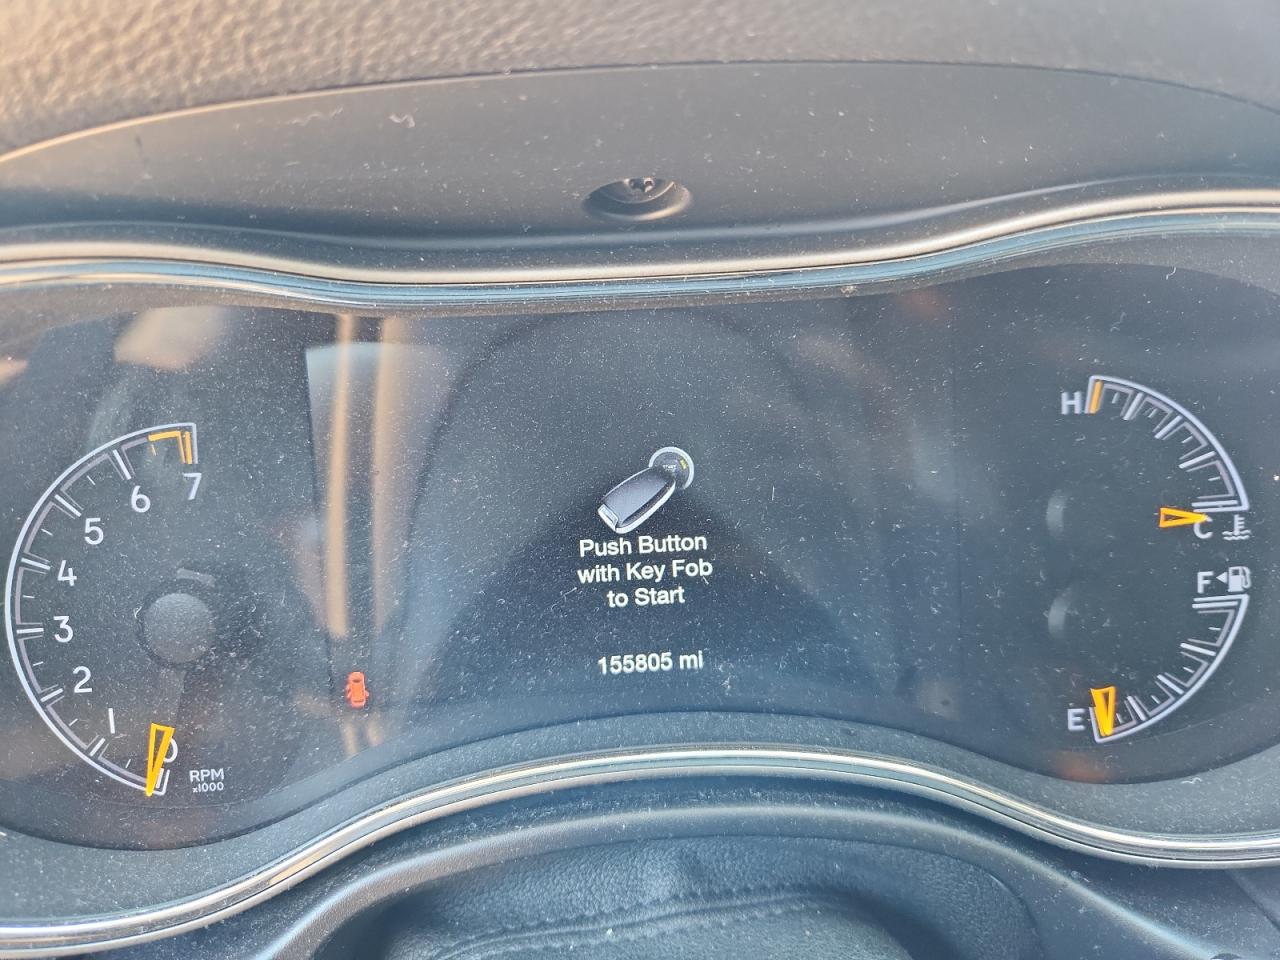 7
6
5
4
3
2
1
0
RPM
x1000
Push Button
with Key Fob
to Start
155805 mi
H
C
F
E